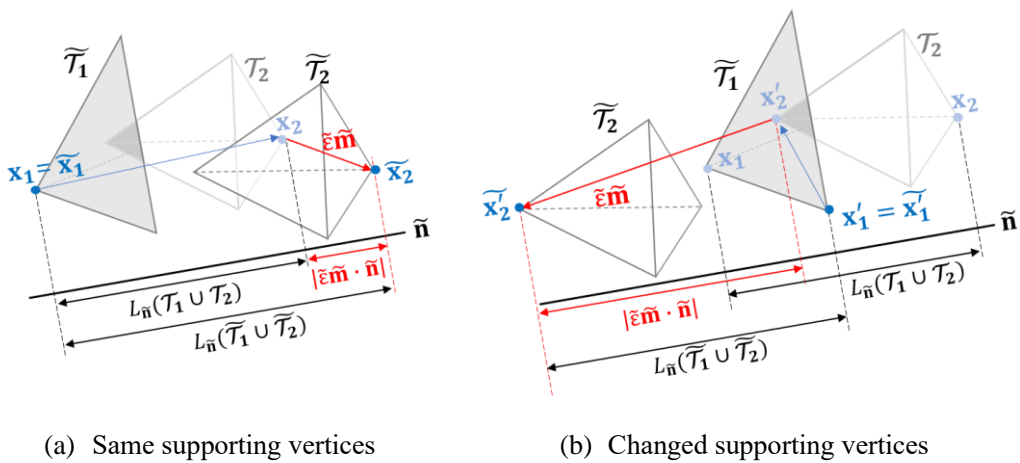 𝒯̃₁
𝒯₂
𝒯̃₂
x₂
ε̃m̃
x₁ = x̃₁
x̃₂
ñ
|ε̃m̃ · ñ|
L_ñ(𝒯₁ ∪ 𝒯₂)
L_ñ(𝒯̃₁ ∪ 𝒯̃₂)
(a) Same supporting vertices
𝒯₂
𝒯̃₁
x′₂
x₂
𝒯̃₂
x₁
x̃′₂
ε̃m̃
x′₁ = x̃′₁
ñ
L_ñ(𝒯₁ ∪ 𝒯₂)
|ε̃m̃ · ñ|
L_ñ(𝒯̃₁ ∪ 𝒯̃₂)
(b) Changed supporting vertices